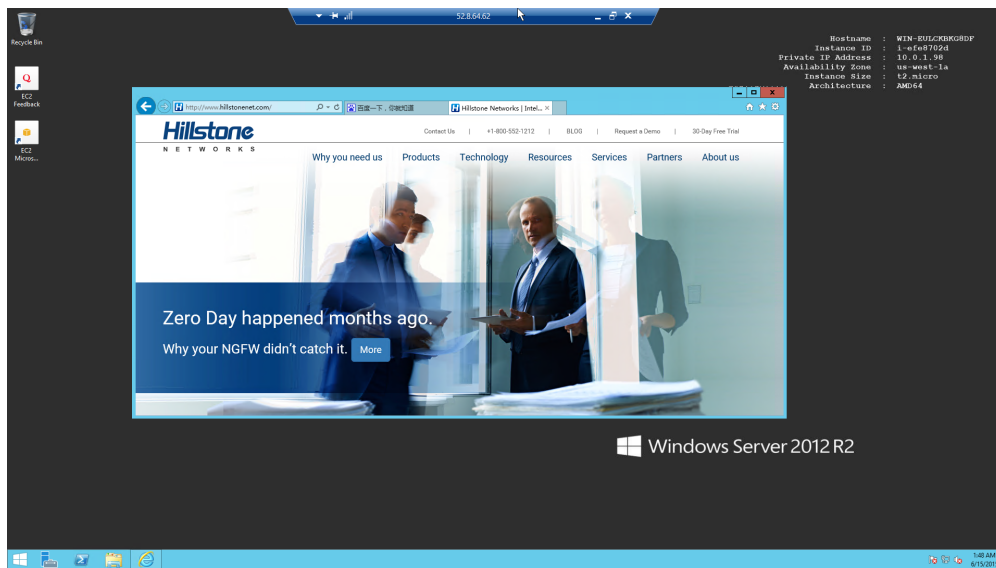 52.8.64.62
Recycle Bin
EC2
Feedback
EC2
Micros...
Hostname : WIN-EULCKBKG8DF
Instance ID : i-efe8702d
Private IP Address : 10.0.1.98
Availability Zone : us-west-1a
Instance Size : t2.micro
Architecture : AMD64
http://www.hillstonenet.com/
百度一下，你就知道
Hillstone Networks | Intel...
Hillstone
NETWORKS
Contact Us | +1-800-552-1212 | BLOG | Request a Demo | 30-Day Free Trial
Why you need us Products Technology Resources Services Partners About us
Zero Day happened months ago.
Why your NGFW didn't catch it. More
Windows Server 2012 R2
1:48 AM